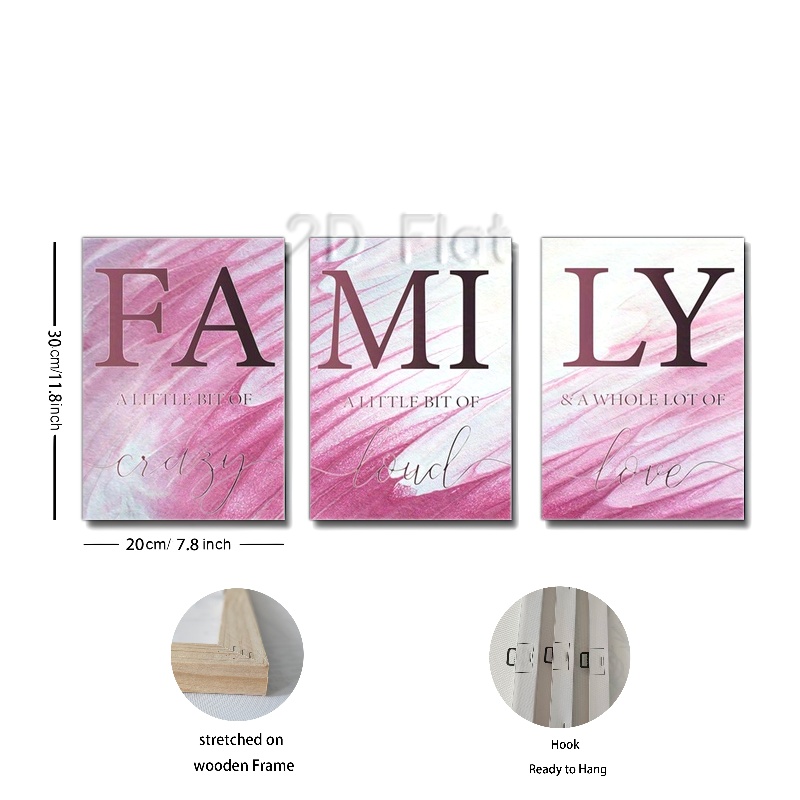 2D Flat
FA
A LITTLE BIT OF
crazy
MI
A LITTLE BIT OF
loud
LY
& A WHOLE LOT OF
love
30cm/11.8inch
20cm/ 7.8 inch
stretched on
wooden Frame
Hook
Ready to Hang